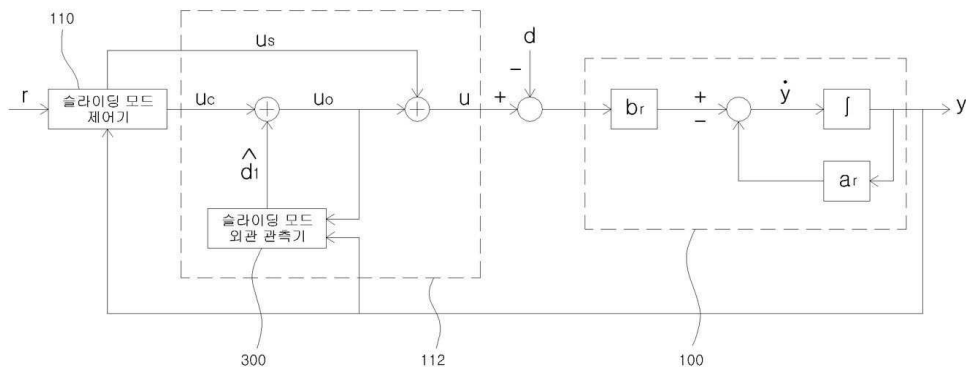 110
r
슬라이딩 모드
제어기
us
uc
+
uo
+
u
+
d
−
br
+
−
ẏ
∫
y
ar
d̂1
슬라이딩 모드
외관 관측기
300
112
100